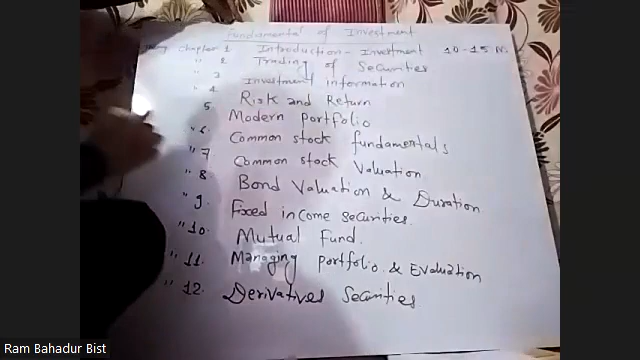 Fundamental of Investment
Chapter 1 Introduction - Investment 10-15 M
" 2 Trading of Securities
" 3 Investment information
" 4. Risk and Return
5. Modern portfolio
" 6. Common stock fundamentals
" 7. Common stock Valuation
" 8 Bond Valuation & Duration
" 9. Fixed income securities.
" 10. Mutual Fund.
" 11. Managing portfolio & Evaluation
" 12. Derivatives Securities
Ram Bahadur Bist